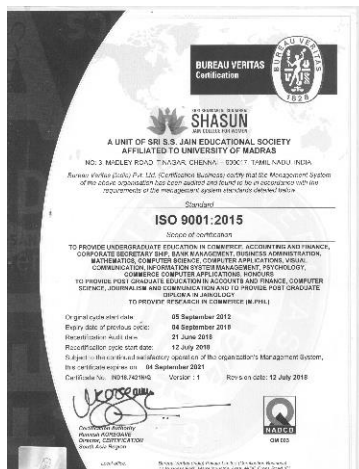 BUREAU VERITAS
Certification
BUREAU VERITAS
1828
SHASUN
JAIN COLLEGE FOR WOMEN
A UNIT OF SRI S.S. JAIN EDUCATIONAL SOCIETY
AFFILIATED TO UNIVERSITY OF MADRAS
NO: 3, MADLEY ROAD, T.NAGAR, CHENNAI – 600017, TAMIL NADU, INDIA.
Bureau Veritas (India) Pvt. Ltd. (Certification Business) certify that the Management System
of the above organisation has been audited and found to be in accordance with the
requirements of the management system standards detailed below
Standard
ISO 9001:2015
Scope of certification
TO PROVIDE UNDERGRADUATE EDUCATION IN COMMERCE, ACCOUNTING AND FINANCE,
CORPORATE SECRETARY SHIP, BANK MANAGEMENT, BUSINESS ADMINISTRATION,
MATHEMATICS, COMPUTER SCIENCE, COMPUTER APPLICATIONS, VISUAL
COMMUNICATION, INFORMATION SYSTEM MANAGEMENT, PSYCHOLOGY,
COMMERCE COMPUTER APPLICATIONS, HONOURS
TO PROVIDE POST GRADUATE EDUCATION IN ACCOUNTS AND FINANCE, COMPUTER
SCIENCE, JOURNALISM AND COMMUNICATION AND TO PROVIDE POST GRADUATE
DIPLOMA IN JAINOLOGY
TO PROVIDE RESEARCH IN COMMERCE (M.PHIL)
Original cycle start date: 05 September 2012
Expiry date of previous cycle: 04 September 2018
Recertification Audit date: 21 June 2018
Recertification cycle start date: 12 July 2018
Subject to the continued satisfactory operation of the organization's Management System,
this certificate expires on: 04 September 2021
Certificate No. Version : 1 Revision date: 12 July 2018
Certification Authority
Director, CERTIFICATION
South Asia Region
NABCB
QM 003